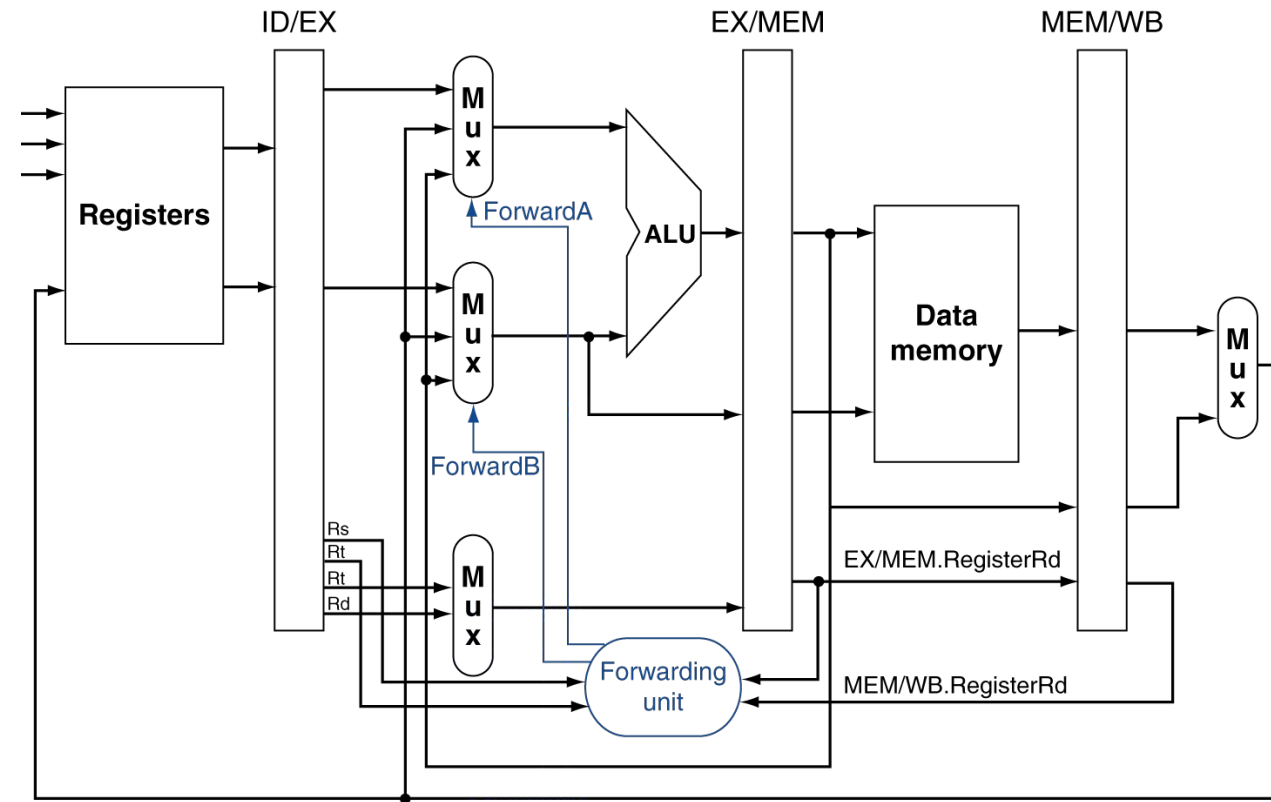 ID/EX
EX/MEM
MEM/WB
Registers
M
u
x
ForwardA
ALU
M
u
x
ForwardB
Data
memory
M
u
x
Rs
Rt
Rt
Rd
M
u
x
EX/MEM.RegisterRd
Forwarding
unit
MEM/WB.RegisterRd